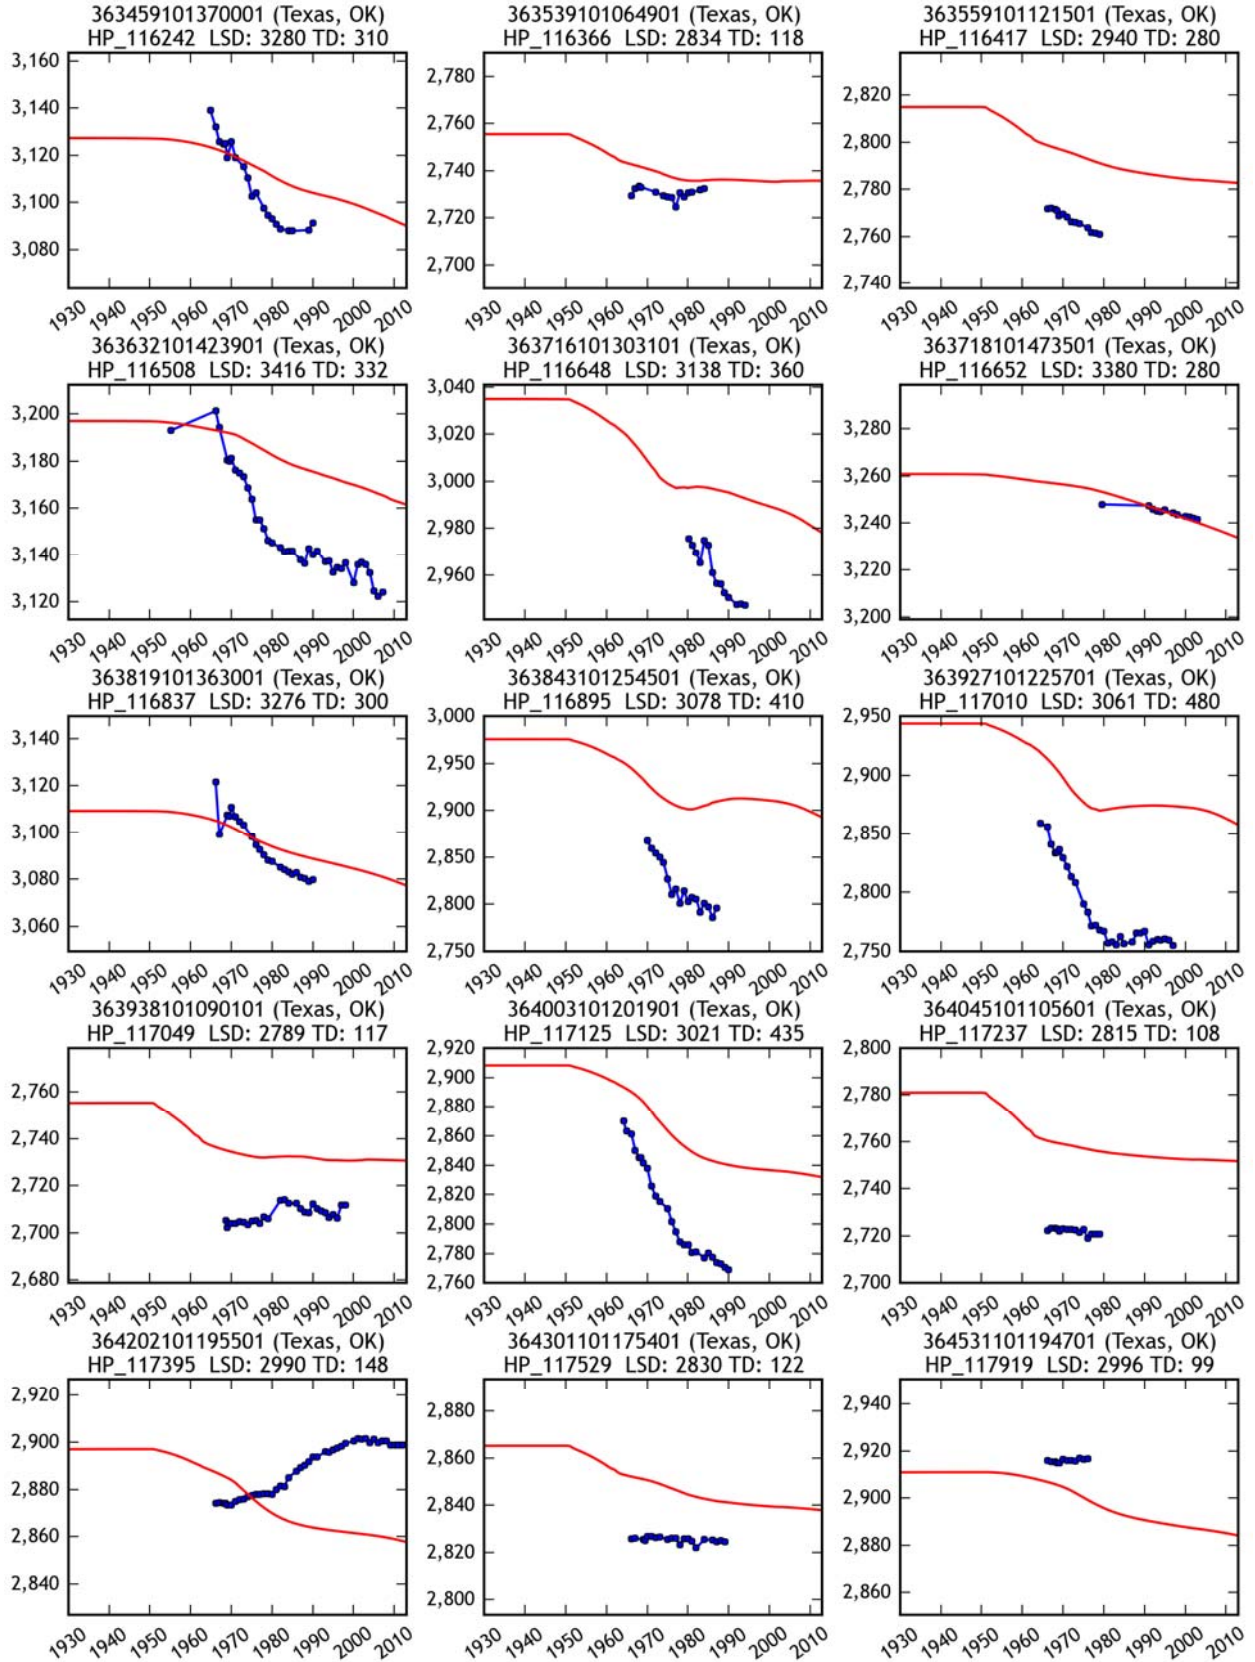 363459101370001 (Texas, OK)
HP_116242 LSD: 3280 TD: 310
3,160
3,140
3,120
3,100
3,080
1930 1940 1950 1960 1970 1980 1990 2000 2010
363539101064901 (Texas, OK)
HP_116366 LSD: 2834 TD: 118
2,780
2,760
2,740
2,720
2,700
1930 1940 1950 1960 1970 1980 1990 2000 2010
363559101121501 (Texas, OK)
HP_116417 LSD: 2940 TD: 280
2,820
2,800
2,780
2,760
2,740
1930 1940 1950 1960 1970 1980 1990 2000 2010
363632101423901 (Texas, OK)
HP_116508 LSD: 3416 TD: 332
3,200
3,180
3,160
3,140
3,120
1930 1940 1950 1960 1970 1980 1990 2000 2010
363716101303101 (Texas, OK)
HP_116648 LSD: 3138 TD: 360
3,040
3,020
3,000
2,980
2,960
1930 1940 1950 1960 1970 1980 1990 2000 2010
363718101473501 (Texas, OK)
HP_116652 LSD: 3380 TD: 280
3,280
3,260
3,240
3,220
3,200
1930 1940 1950 1960 1970 1980 1990 2000 2010
363819101363001 (Texas, OK)
HP_116837 LSD: 3276 TD: 300
3,140
3,120
3,100
3,080
3,060
1930 1940 1950 1960 1970 1980 1990 2000 2010
363843101254501 (Texas, OK)
HP_116895 LSD: 3078 TD: 410
3,000
2,950
2,900
2,850
2,800
2,750
1930 1940 1950 1960 1970 1980 1990 2000 2010
363927101225701 (Texas, OK)
HP_117010 LSD: 3061 TD: 480
2,950
2,900
2,850
2,800
2,750
1930 1940 1950 1960 1970 1980 1990 2000 2010
363938101090101 (Texas, OK)
HP_117049 LSD: 2789 TD: 117
2,760
2,740
2,720
2,700
2,680
1930 1940 1950 1960 1970 1980 1990 2000 2010
364003101201901 (Texas, OK)
HP_117125 LSD: 3021 TD: 435
2,920
2,900
2,880
2,860
2,840
2,820
2,800
2,780
2,760
1930 1940 1950 1960 1970 1980 1990 2000 2010
364045101105601 (Texas, OK)
HP_117237 LSD: 2815 TD: 108
2,800
2,780
2,760
2,740
2,720
2,700
1930 1940 1950 1960 1970 1980 1990 2000 2010
364202101195501 (Texas, OK)
HP_117395 LSD: 2990 TD: 148
2,920
2,900
2,880
2,860
2,840
1930 1940 1950 1960 1970 1980 1990 2000 2010
364301101175401 (Texas, OK)
HP_117529 LSD: 2830 TD: 122
2,880
2,860
2,840
2,820
2,800
1930 1940 1950 1960 1970 1980 1990 2000 2010
364531101194701 (Texas, OK)
HP_117919 LSD: 2996 TD: 99
2,940
2,920
2,900
2,880
2,860
1930 1940 1950 1960 1970 1980 1990 2000 2010